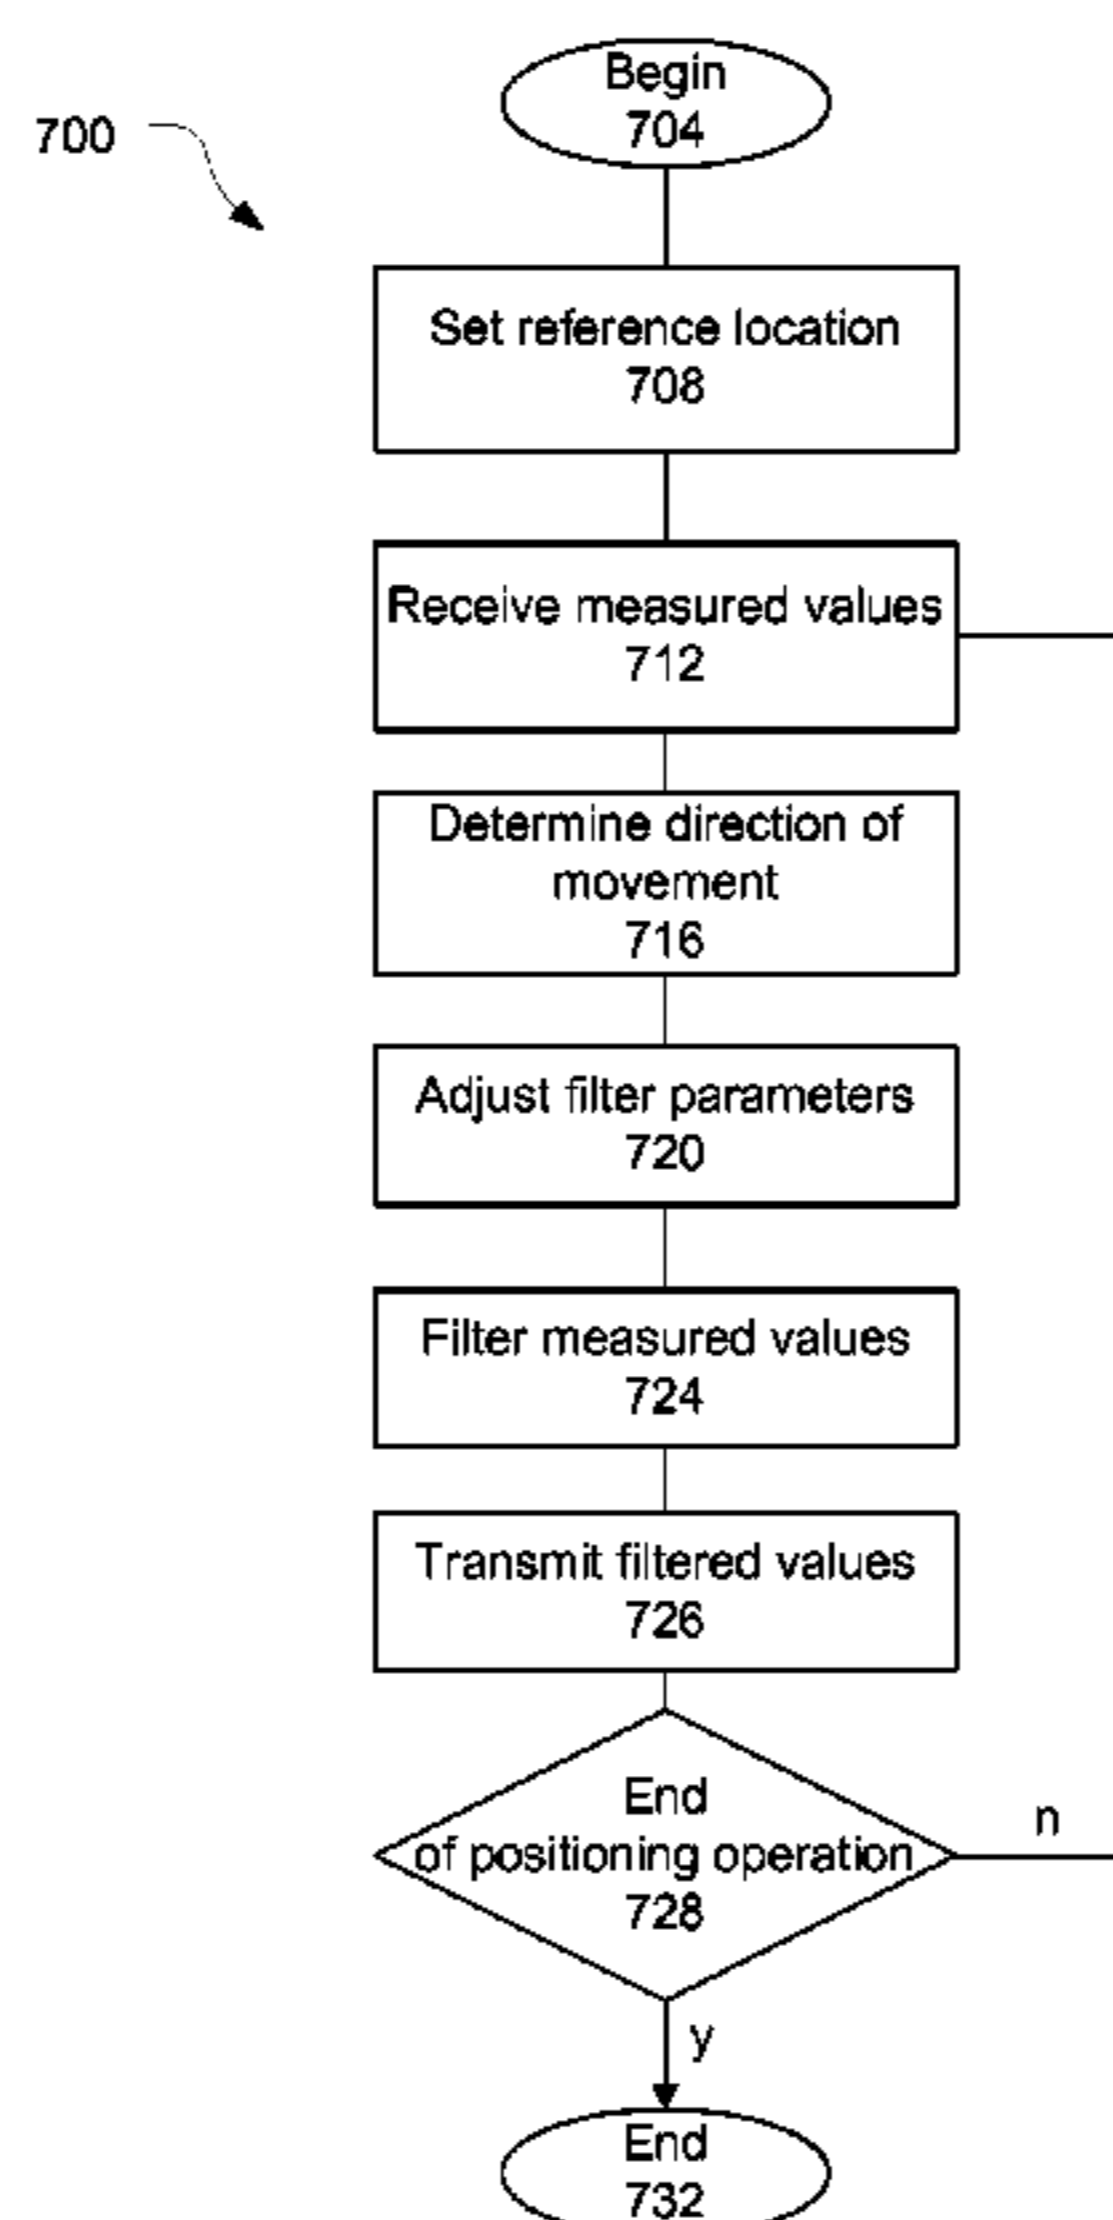 Begin
704
700
Set reference location
708
Receive measured values
712
Determine direction of
movement
716
Adjust filter parameters
720
Filter measured values
724
Transmit filtered values
726
End
of positioning operation
728
n
y
End
732